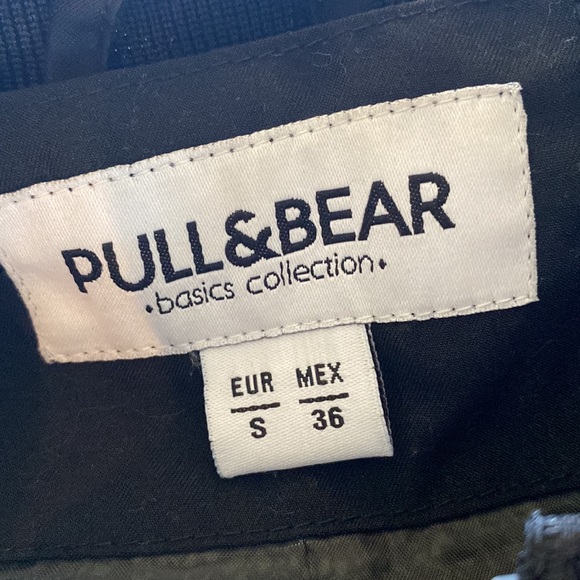 PULL&BEAR
•basics collection•
EUR MEX
S 36